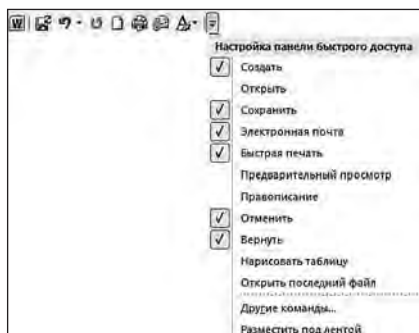 W
Настройка панели быстрого доступа
Создать
Открыть
Сохранить
Электронная почта
Быстрая печать
Предварительный просмотр
Правописание
Отменить
Вернуть
Нарисовать таблицу
Открыть последний файл
Другие команды...
Разместить под лентой